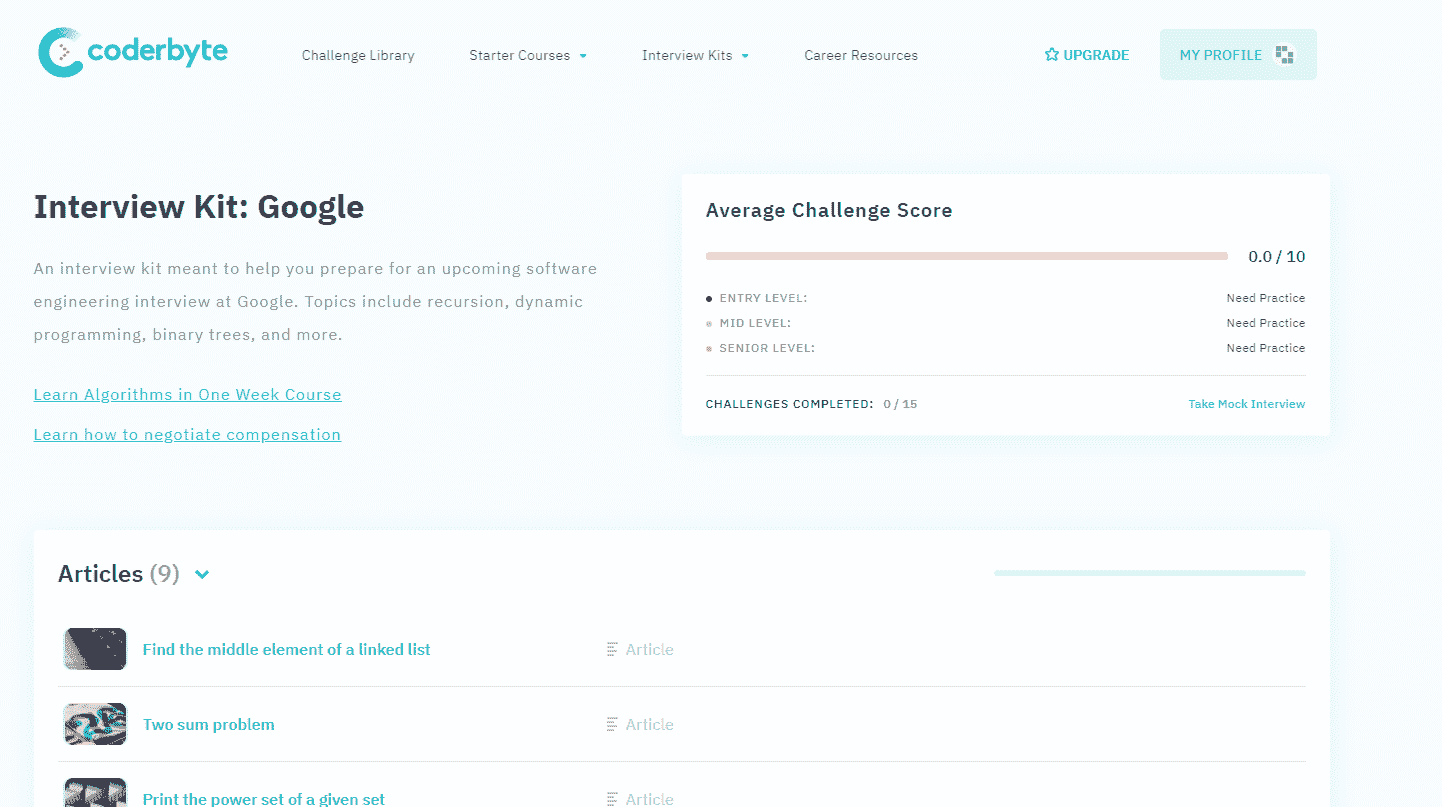 coderbyte
Challenge Library
Starter Courses
Interview Kits
Career Resources
UPGRADE
MY PROFILE
Interview Kit: Google
An interview kit meant to help you prepare for an upcoming software
engineering interview at Google. Topics include recursion, dynamic
programming, binary trees, and more.
Learn Algorithms in One Week Course
Learn how to negotiate compensation
Average Challenge Score
0.0 / 10
ENTRY LEVEL: Need Practice
MID LEVEL: Need Practice
SENIOR LEVEL: Need Practice
CHALLENGES COMPLETED: 0 / 15 Take Mock Interview
Articles (9)
Find the middle element of a linked list Article
Two sum problem Article
Print the power set of a given set Article